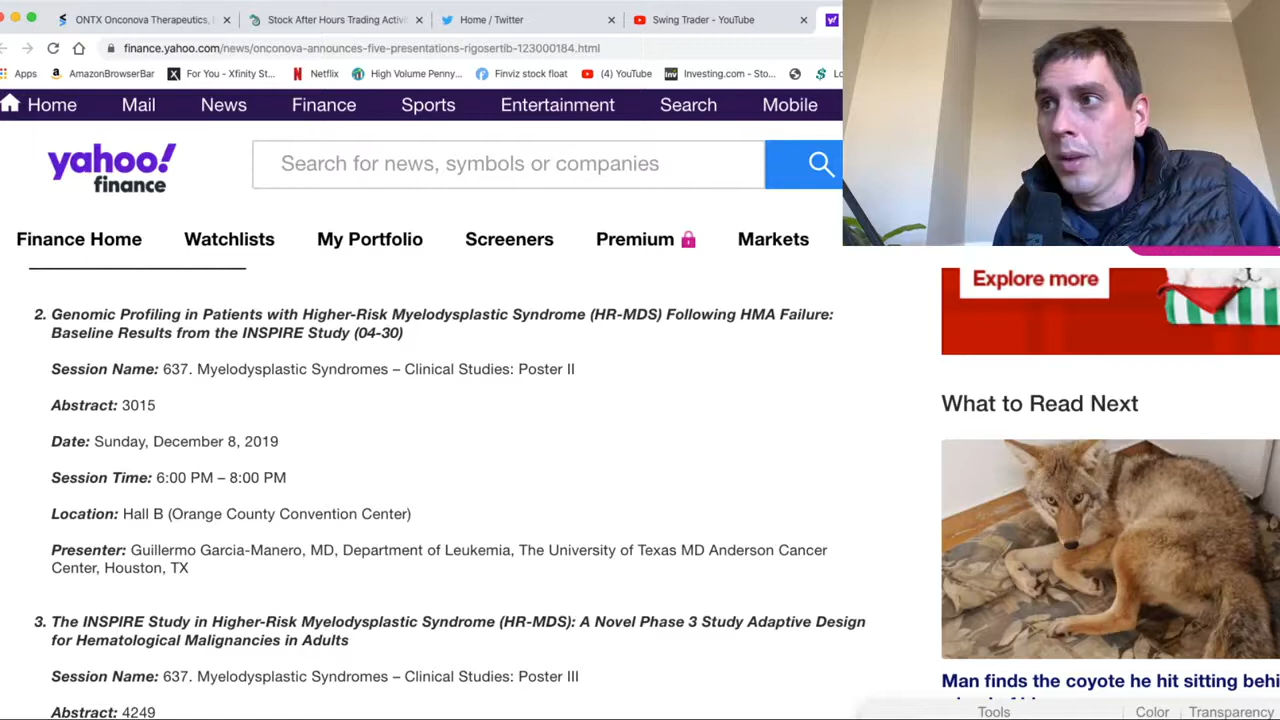 ONTX Onconova Therapeutics,
Stock After Hours Trading Activi
Home / Twitter
Swing Trader - YouTube
finance.yahoo.com/news/onconova-announces-five-presentations-rigosertib-123000184.html
Apps
AmazonBrowserBar
For You - Xfinity St...
Netflix
High Volume Penny...
Finviz stock float
(4) YouTube
Investing.com - Sto...
Home
Mail
News
Finance
Sports
Entertainment
Search
Mobile
yahoo!
finance
Search for news, symbols or companies
Finance Home
Watchlists
My Portfolio
Screeners
Premium
Markets
Explore more
2. Genomic Profiling in Patients with Higher-Risk Myelodysplastic Syndrome (HR-MDS) Following HMA Failure:
Baseline Results from the INSPIRE Study (04-30)
Session Name: 637. Myelodysplastic Syndromes – Clinical Studies: Poster II
Abstract: 3015
Date: Sunday, December 8, 2019
Session Time: 6:00 PM – 8:00 PM
Location: Hall B (Orange County Convention Center)
Presenter: Guillermo Garcia-Manero, MD, Department of Leukemia, The University of Texas MD Anderson Cancer
Center, Houston, TX
3. The INSPIRE Study in Higher-Risk Myelodysplastic Syndrome (HR-MDS): A Novel Phase 3 Study Adaptive Design
for Hematological Malignancies in Adults
Session Name: 637. Myelodysplastic Syndromes – Clinical Studies: Poster III
Abstract: 4249
What to Read Next
Man finds the coyote he hit sitting behi
Tools
Color
Transparency